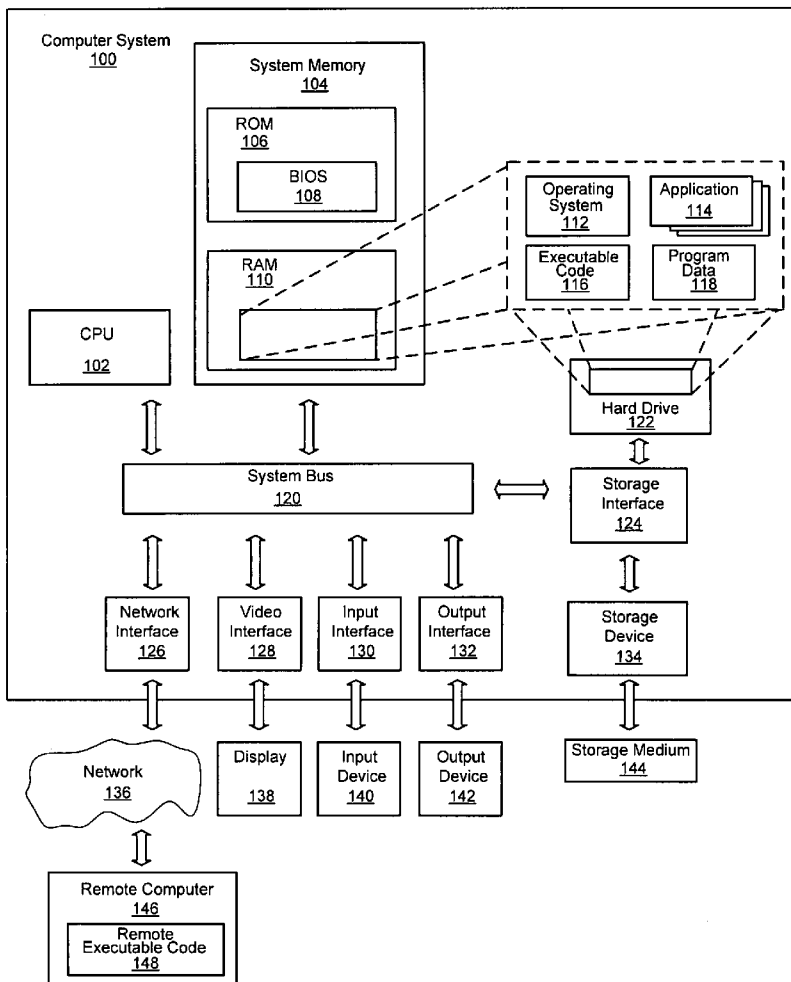 Computer System
100
System Memory
104
ROM
106
BIOS
108
RAM
110
Operating
System
112
Application
114
Executable
Code
116
Program
Data
118
CPU
102
Hard Drive
122
System Bus
120
Storage
Interface
124
Network
Interface
126
Video
Interface
128
Input
Interface
130
Output
Interface
132
Storage
Device
134
Network
136
Display
138
Input
Device
140
Output
Device
142
Storage Medium
144
Remote Computer
146
Remote
Executable Code
148